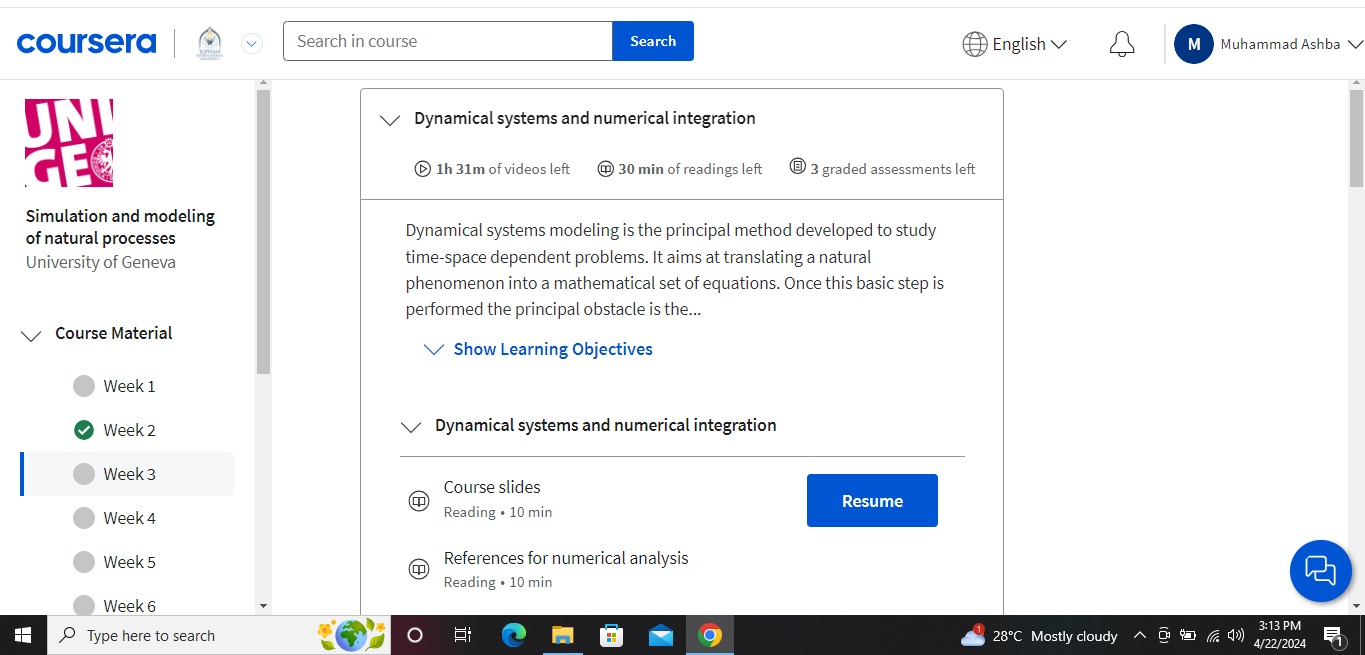 coursera
Search in course
Search
English
M
Muhammad Ashba
UNI
GE
Simulation and modeling
of natural processes
University of Geneva
Course Material
Week 1
Week 2
Week 3
Week 4
Week 5
Week 6
Dynamical systems and numerical integration
1h 31m of videos left
30 min of readings left
3 graded assessments left
Dynamical systems modeling is the principal method developed to study
time-space dependent problems. It aims at translating a natural
phenomenon into a mathematical set of equations. Once this basic step is
performed the principal obstacle is the...
Show Learning Objectives
Dynamical systems and numerical integration
Course slides
Reading • 10 min
Resume
References for numerical analysis
Reading • 10 min
Type here to search
1
28°C Mostly cloudy
3:13 PM
4/22/2024
1